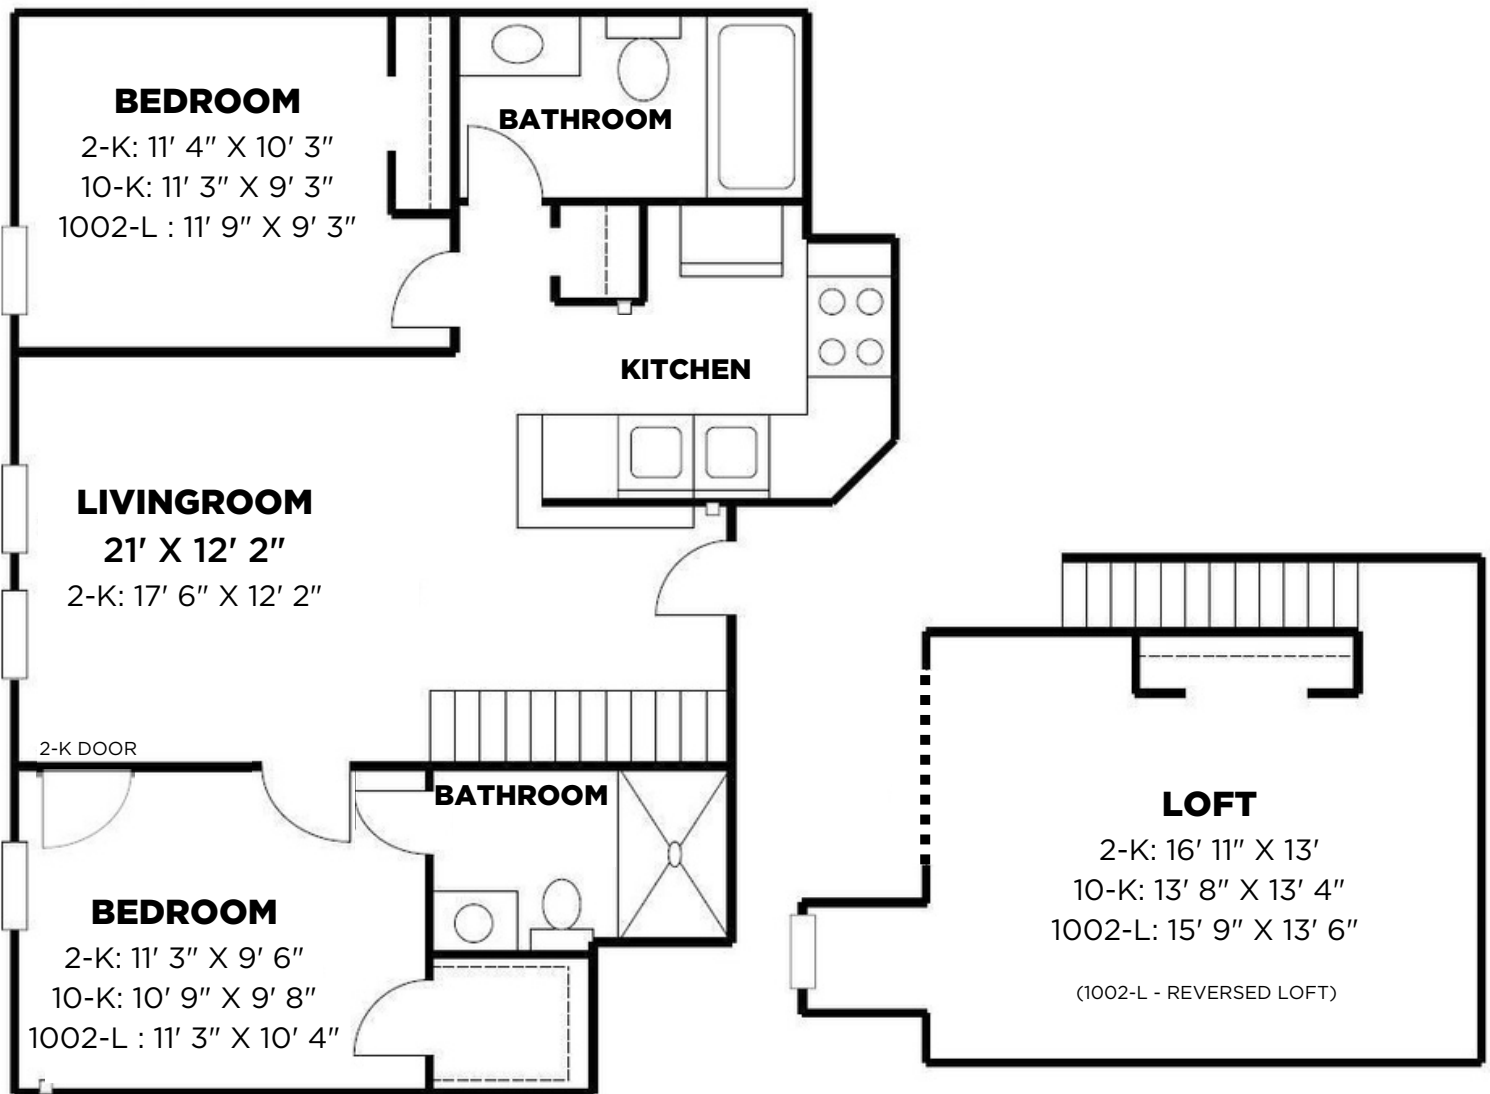 BEDROOM
2-K: 11' 4" X 10' 3"
10-K: 11' 3" X 9' 3"
1002-L : 11' 9" X 9' 3"
BATHROOM
KITCHEN
LIVINGROOM
21' X 12' 2"
2-K: 17' 6" X 12' 2"
2-K DOOR
BATHROOM
BEDROOM
2-K: 11' 3" X 9' 6"
10-K: 10' 9" X 9' 8"
1002-L : 11' 3" X 10' 4"
LOFT
2-K: 16' 11" X 13'
10-K: 13' 8" X 13' 4"
1002-L: 15' 9" X 13' 6"
(1002-L - REVERSED LOFT)